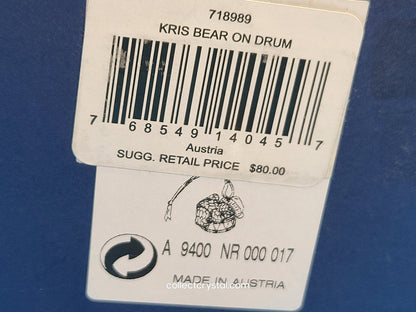 718989
KRIS BEAR ON DRUM
7 68549 14045 7
Austria
SUGG. RETAIL PRICE $80.00
A 9400 NR 000 017
MADE IN AUSTRIA
collectcrystal.com